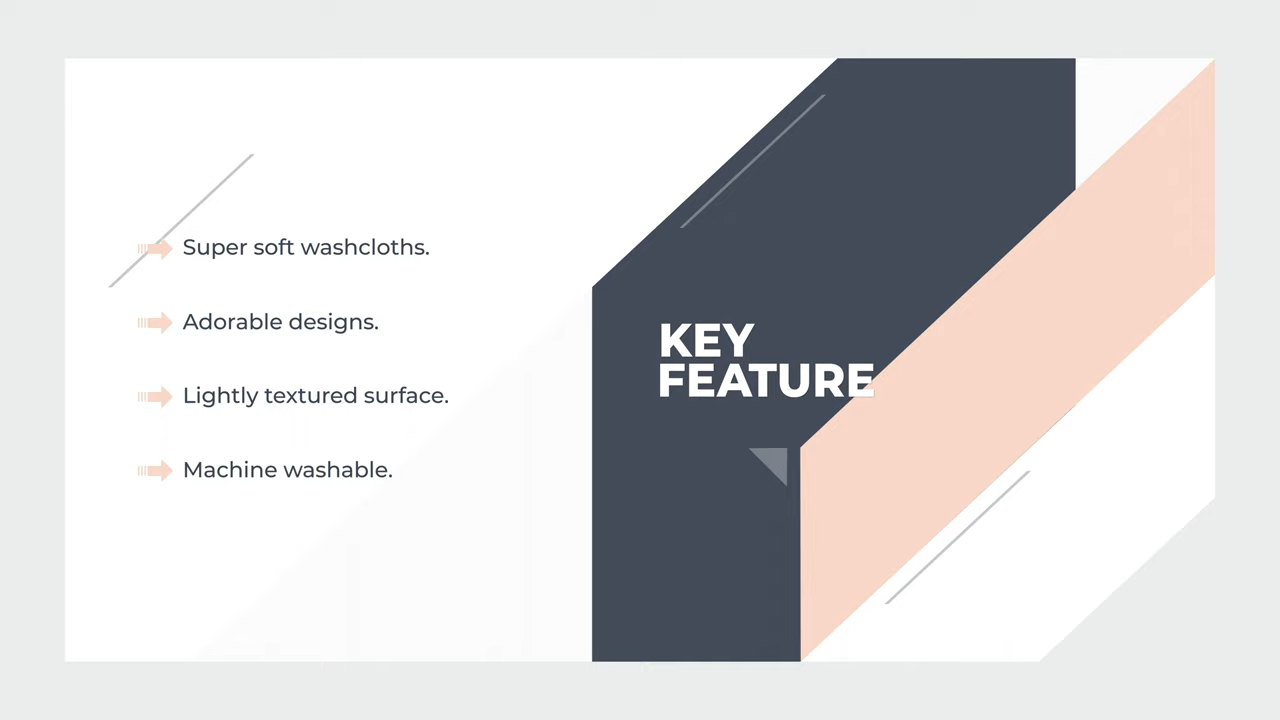 Super soft washcloths.
Adorable designs.
Lightly textured surface.
Machine washable.
KEY
FEATURE